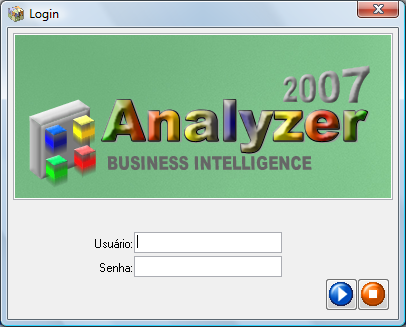 Login
2007
Analyzer
BUSINESS INTELLIGENCE
Usuário:
Senha: